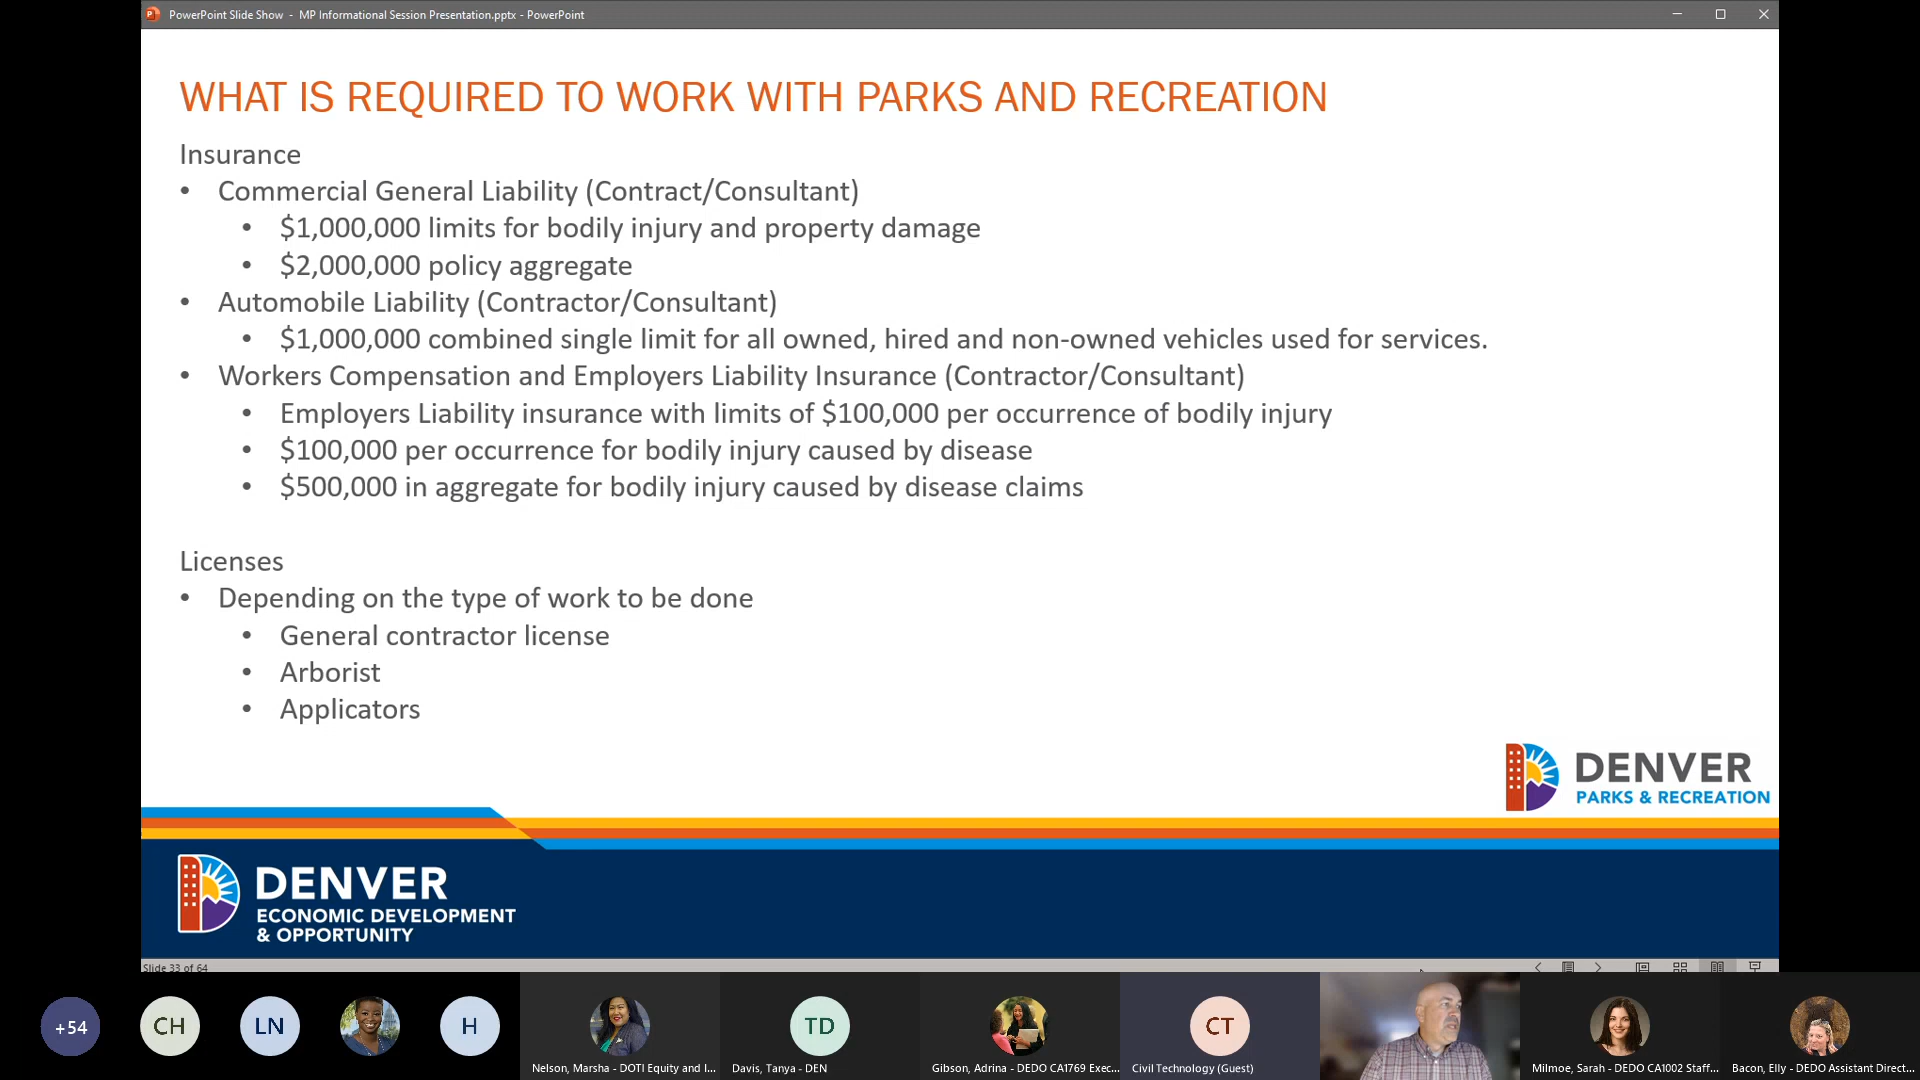 PowerPoint Slide Show - MP Informational Session Presentation.pptx - PowerPoint
WHAT IS REQUIRED TO WORK WITH PARKS AND RECREATION
Insurance
• Commercial General Liability (Contract/Consultant)
• $1,000,000 limits for bodily injury and property damage
• $2,000,000 policy aggregate
• Automobile Liability (Contractor/Consultant)
• $1,000,000 combined single limit for all owned, hired and non-owned vehicles used for services.
• Workers Compensation and Employers Liability Insurance (Contractor/Consultant)
• Employers Liability insurance with limits of $100,000 per occurrence of bodily injury
• $100,000 per occurrence for bodily injury caused by disease
• $500,000 in aggregate for bodily injury caused by disease claims
Licenses
• Depending on the type of work to be done
• General contractor license
• Arborist
• Applicators
DENVER
PARKS & RECREATION
DENVER
ECONOMIC DEVELOPMENT
& OPPORTUNITY
Slide 33 of 64
+54
CH
LN
H
TD
CT
Nelson, Marsha - DOTI Equity and I...
Davis, Tanya - DEN
Gibson, Adrina - DEDO CA1769 Exec...
Civil Technology (Guest)
Milmoe, Sarah - DEDO CA1002 Staff...
Bacon, Elly - DEDO Assistant Direct...